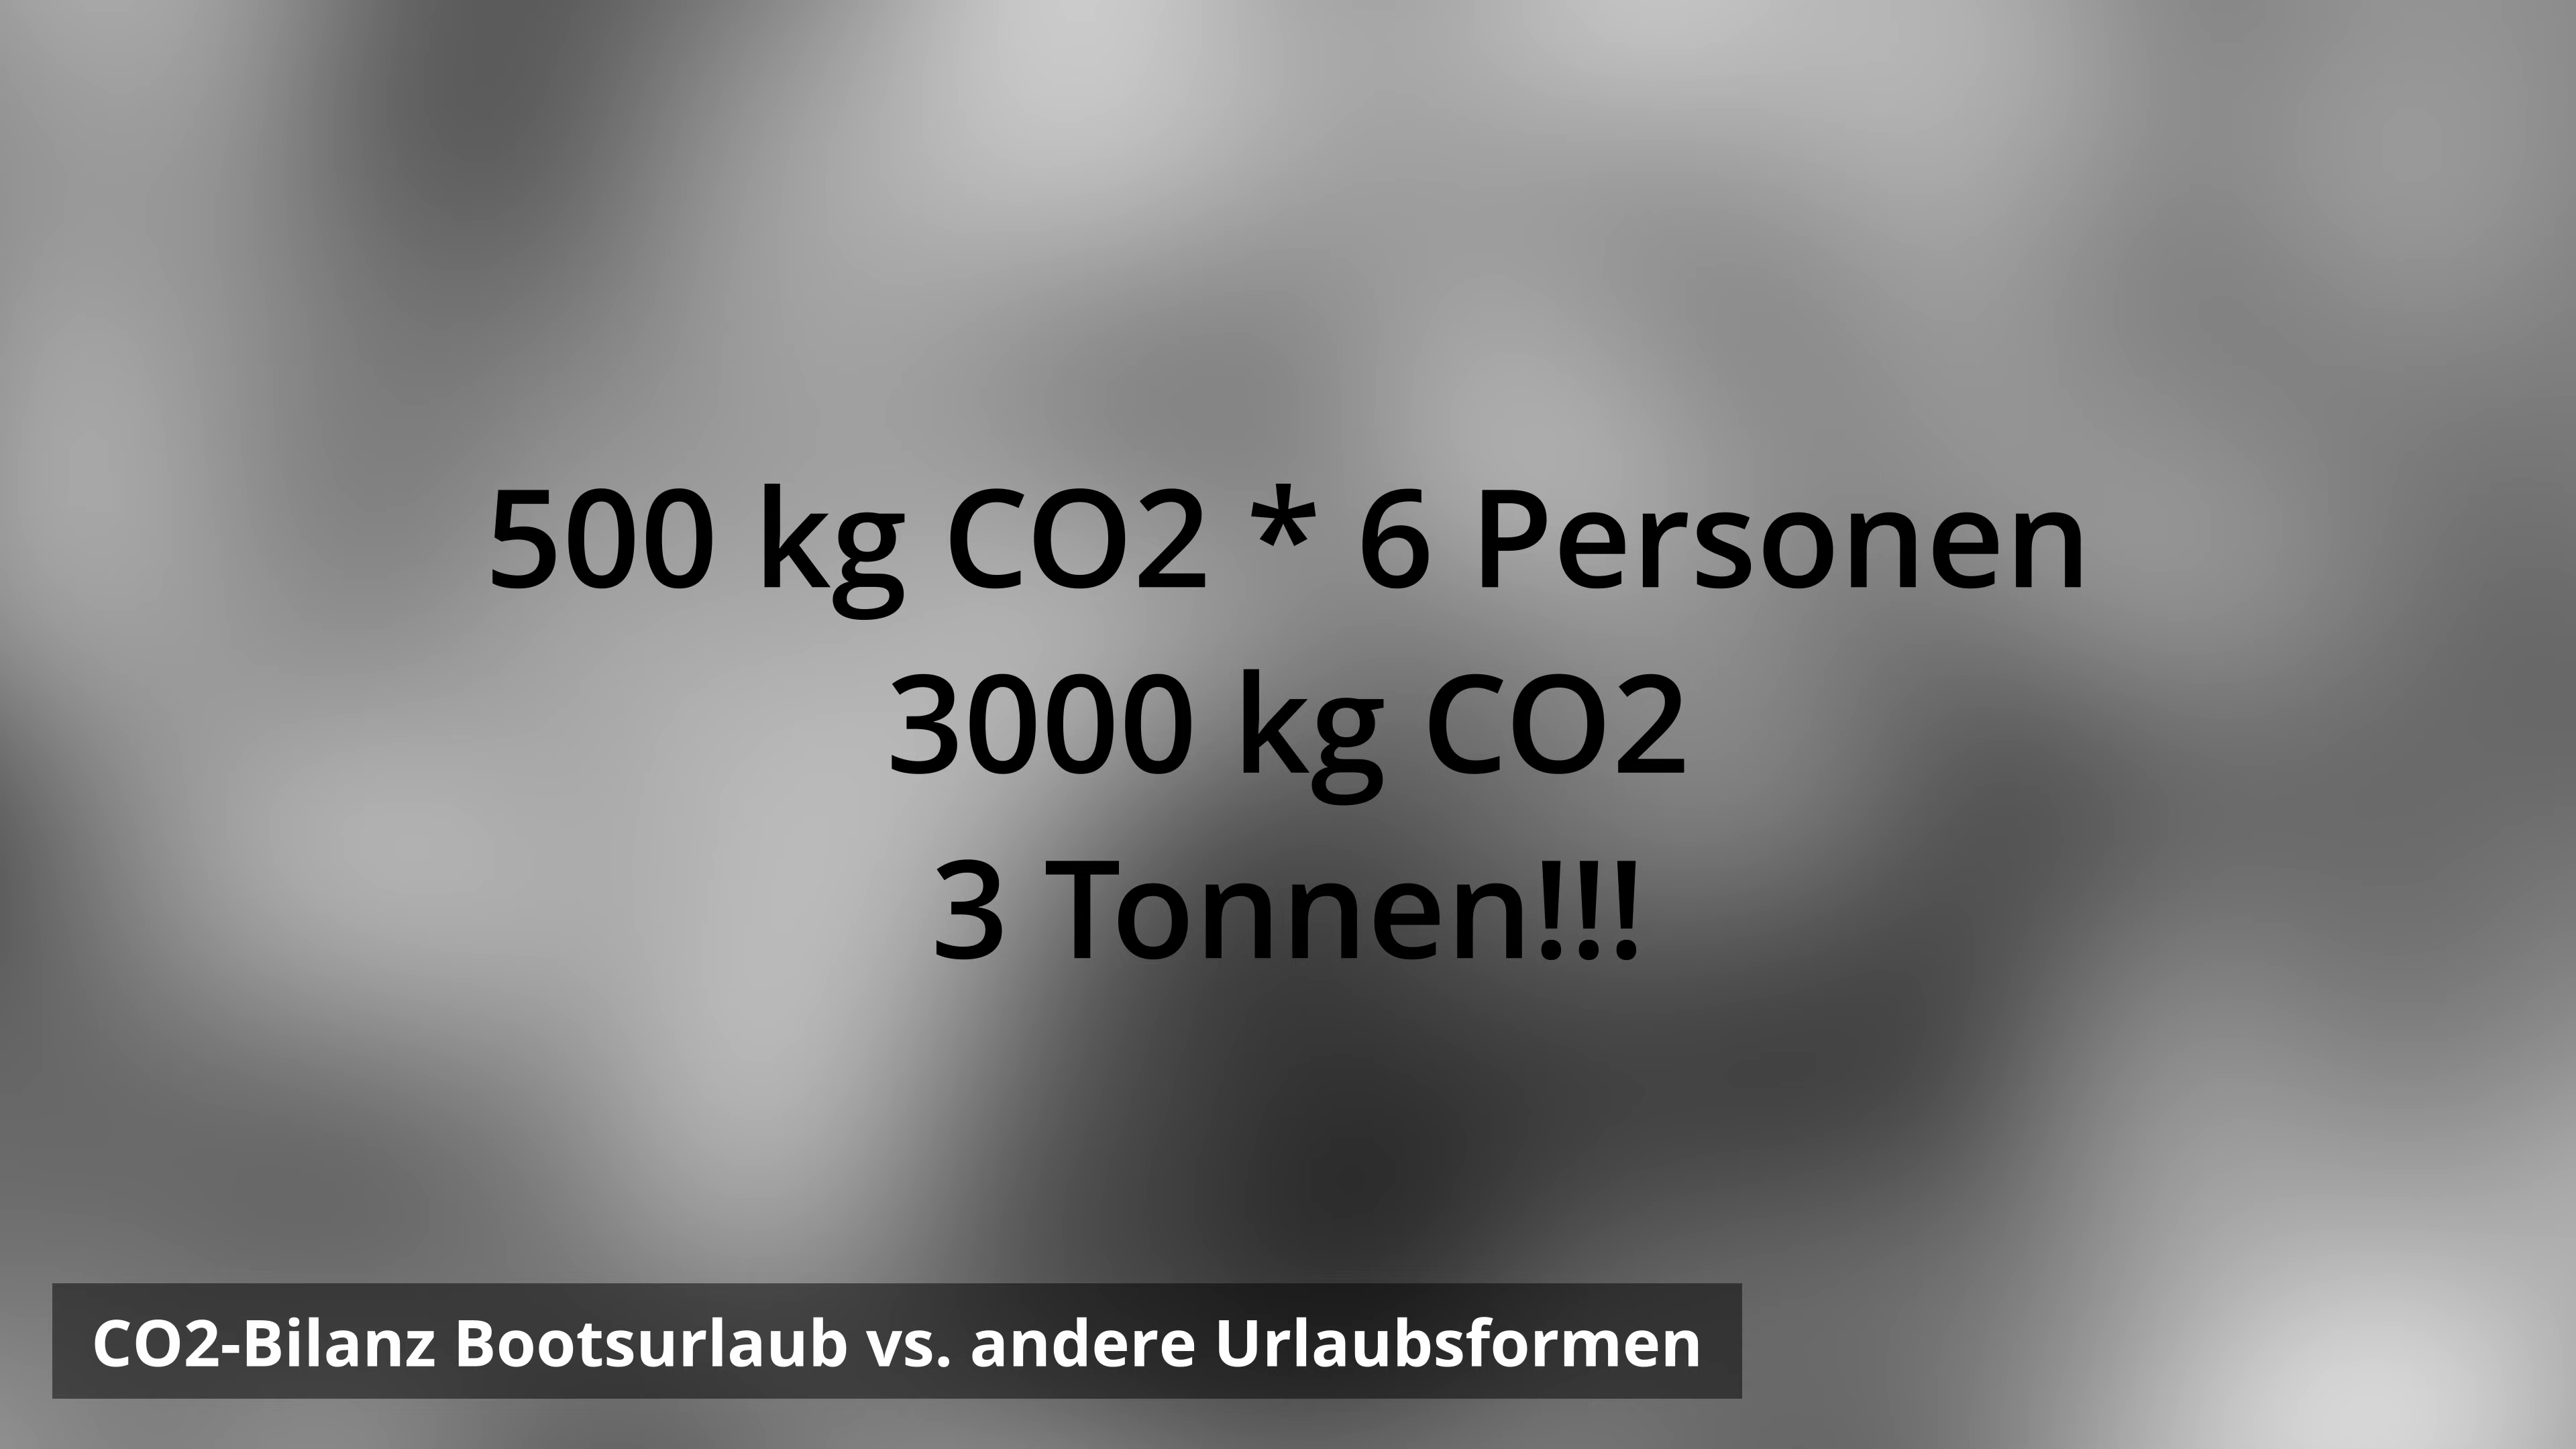 500 kg CO2 * 6 Personen
3000 kg CO2
3 Tonnen!!!
CO2-Bilanz Bootsurlaub vs. andere Urlaubsformen